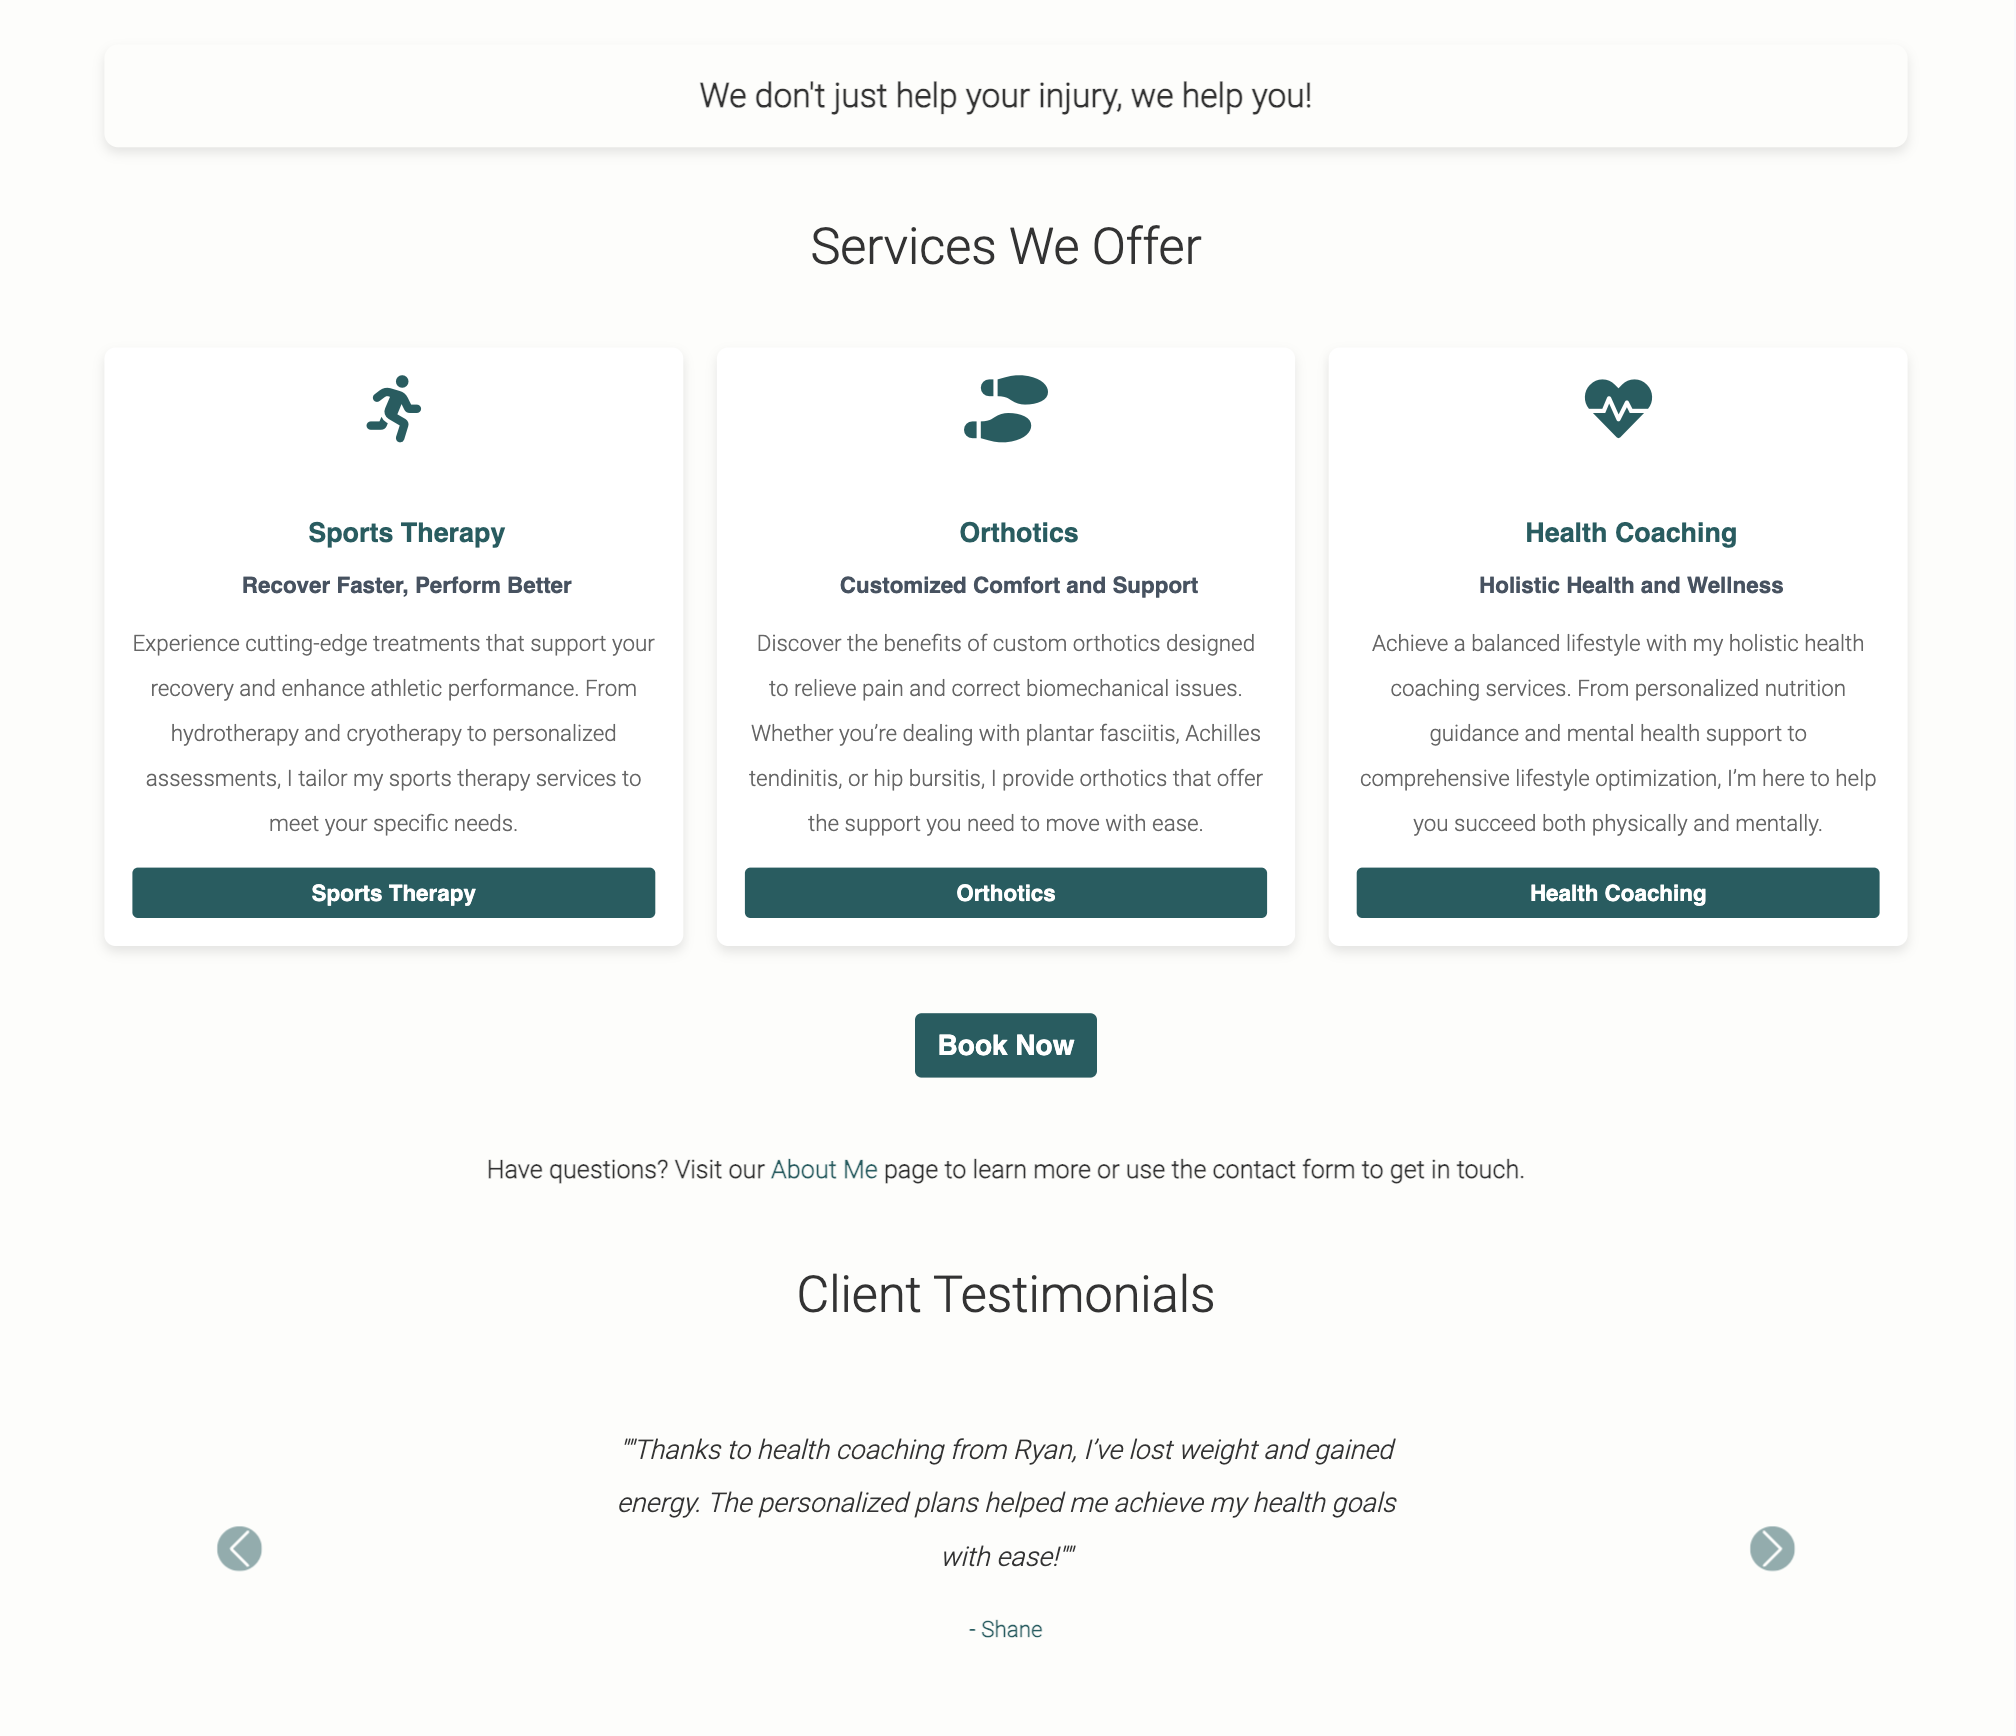 We don't just help your injury, we help you!
Services We Offer
Sports Therapy
Recover Faster, Perform Better
Experience cutting-edge treatments that support your
recovery and enhance athletic performance. From
hydrotherapy and cryotherapy to personalized
assessments, I tailor my sports therapy services to
meet your specific needs.
Sports Therapy
Orthotics
Customized Comfort and Support
Discover the benefits of custom orthotics designed
to relieve pain and correct biomechanical issues.
Whether you’re dealing with plantar fasciitis, Achilles
tendinitis, or hip bursitis, I provide orthotics that offer
the support you need to move with ease.
Orthotics
Health Coaching
Holistic Health and Wellness
Achieve a balanced lifestyle with my holistic health
coaching services. From personalized nutrition
guidance and mental health support to
comprehensive lifestyle optimization, I’m here to help
you succeed both physically and mentally.
Health Coaching
Book Now
Have questions? Visit our About Me page to learn more or use the contact form to get in touch.
Client Testimonials
""Thanks to health coaching from Ryan, I’ve lost weight and gained
energy. The personalized plans helped me achieve my health goals
with ease!""
- Shane